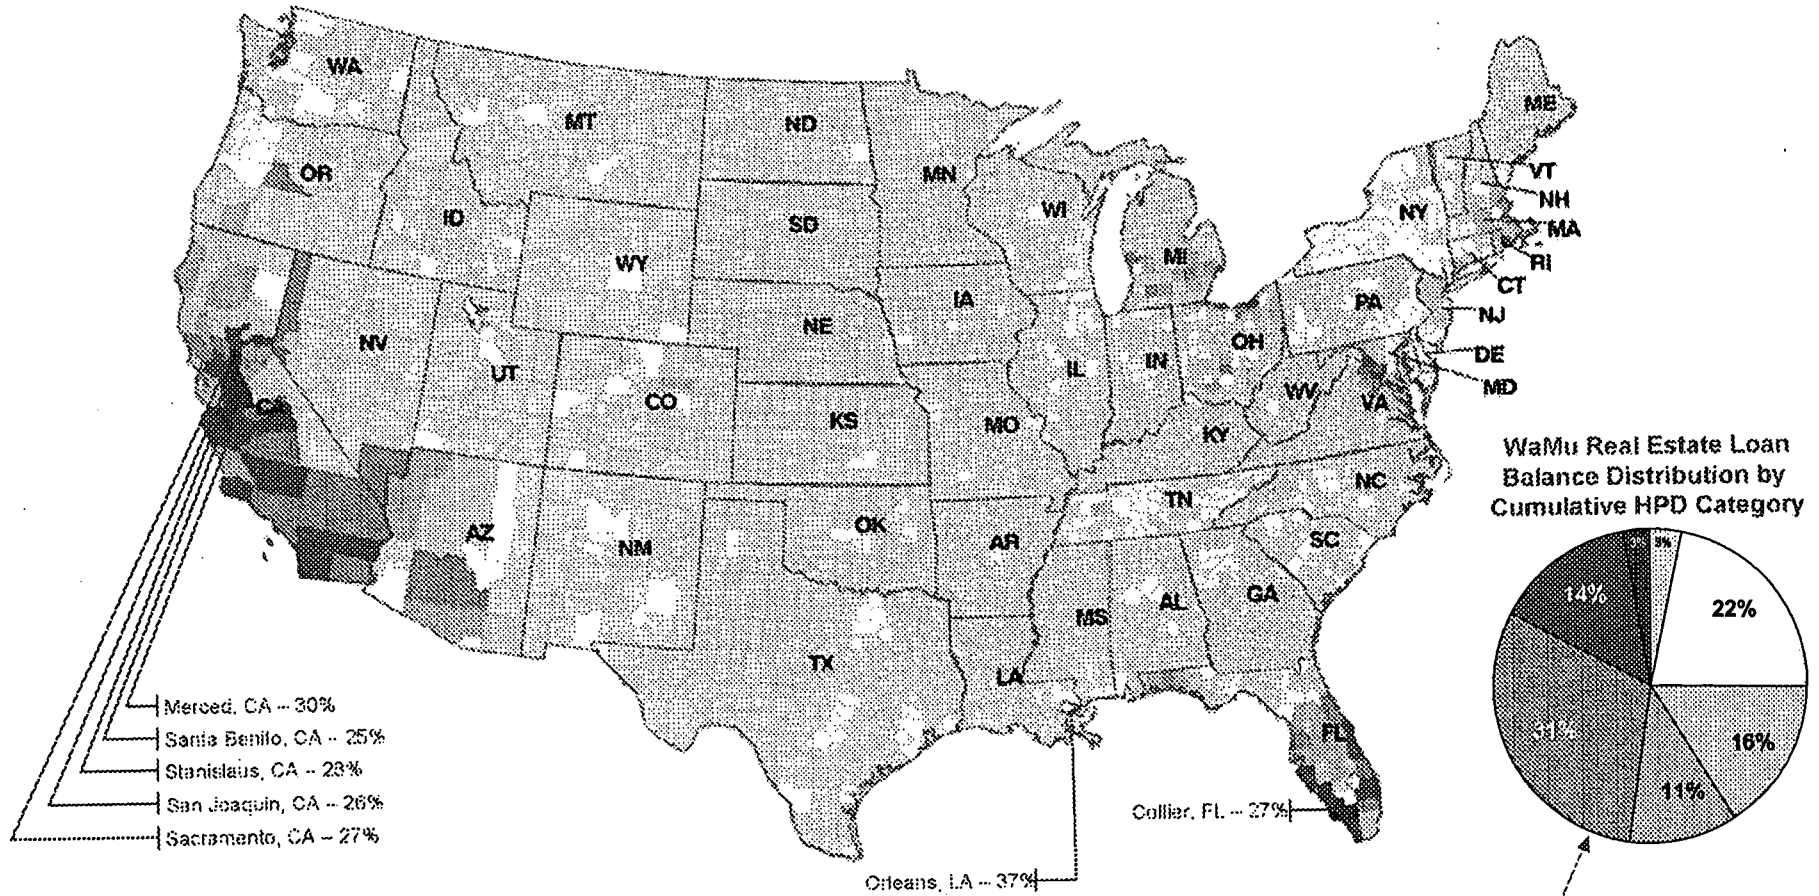 WA
MT
ND
MN
ME
OR
ID
SD
WI
MI
NY
VT
NH
MA
RI
CT
WY
IA
NE
PA
NJ
NV
UT
CO
KS
IL
IN
OH
DE
MD
WV
VA
MO
KY
CA
AZ
NM
OK
AR
TN
NC
SC
MS
AL
GA
TX
LA
FL
WaMu Real Estate Loan
Balance Distribution by
Cumulative HPD Category
3%
22%
16%
11%
31%
14%
Merced, CA -- 30%
Santa Benito, CA -- 25%
Stanislaus, CA -- 28%
San Joaquin, CA -- 26%
Sacramento, CA -- 27%
Collier, FL -- 27%
Orleans, LA -- 37%